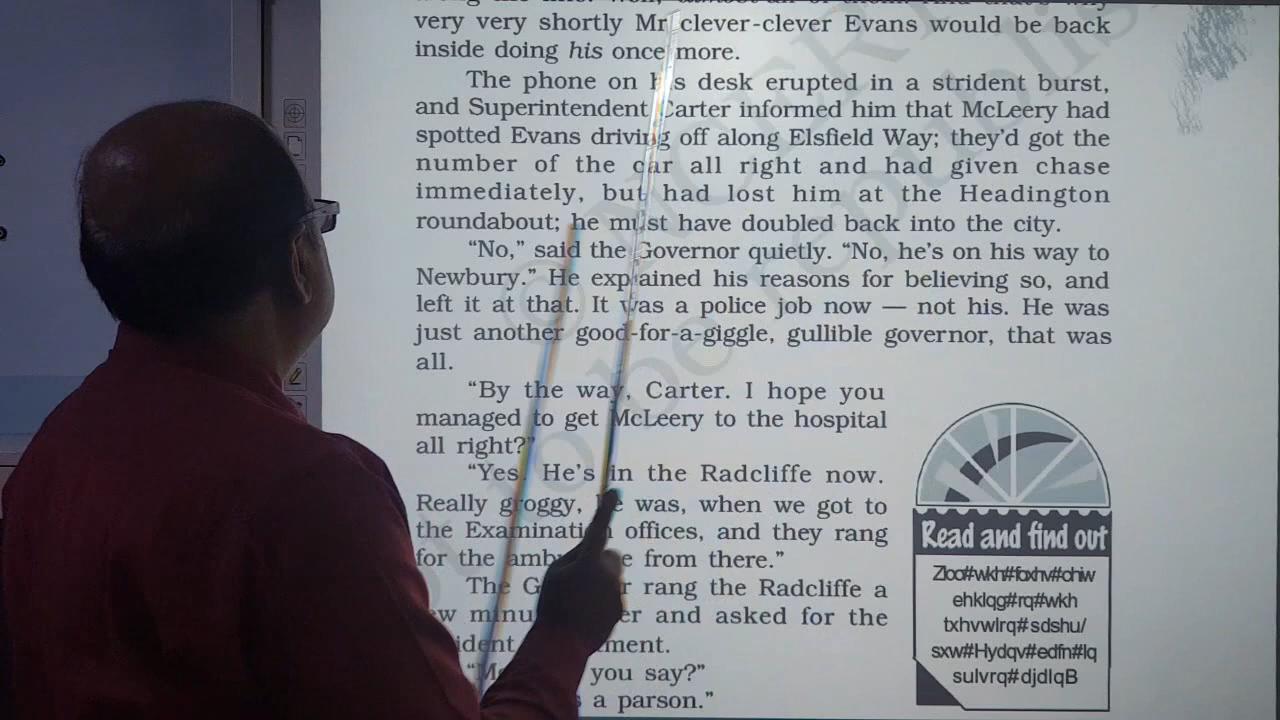 very very shortly Mr clever-clever Evans would be back
inside doing his once more.
The phone on his desk erupted in a strident burst,
and Superintendent Carter informed him that McLeery had
spotted Evans driving off along Elsfield Way; they'd got the
number of the car all right and had given chase
immediately, but had lost him at the Headington
roundabout; he must have doubled back into the city.
“No,” said the Governor quietly. “No, he's on his way to
Newbury.” He explained his reasons for believing so, and
left it at that. It was a police job now — not his. He was
just another good-for-a-giggle, gullible governor, that was
all.
“By the way, Carter. I hope you
managed to get McLeery to the hospital
all right?”
“Yes. He's in the Radcliffe now.
Really groggy, he was, when we got to
the Examination offices, and they rang
for the ambulance from there.”
The Governor rang the Radcliffe a
few minutes later and asked for the
accident department.
you say?”
a parson.”
Read and find out
Zloo#wkh#foxhv#ohiw
ehklqg#rq#wkh
txhvwlrq#sdshu/
sxw#Hydqv#edfn#lq
sulvrq#djdlqB